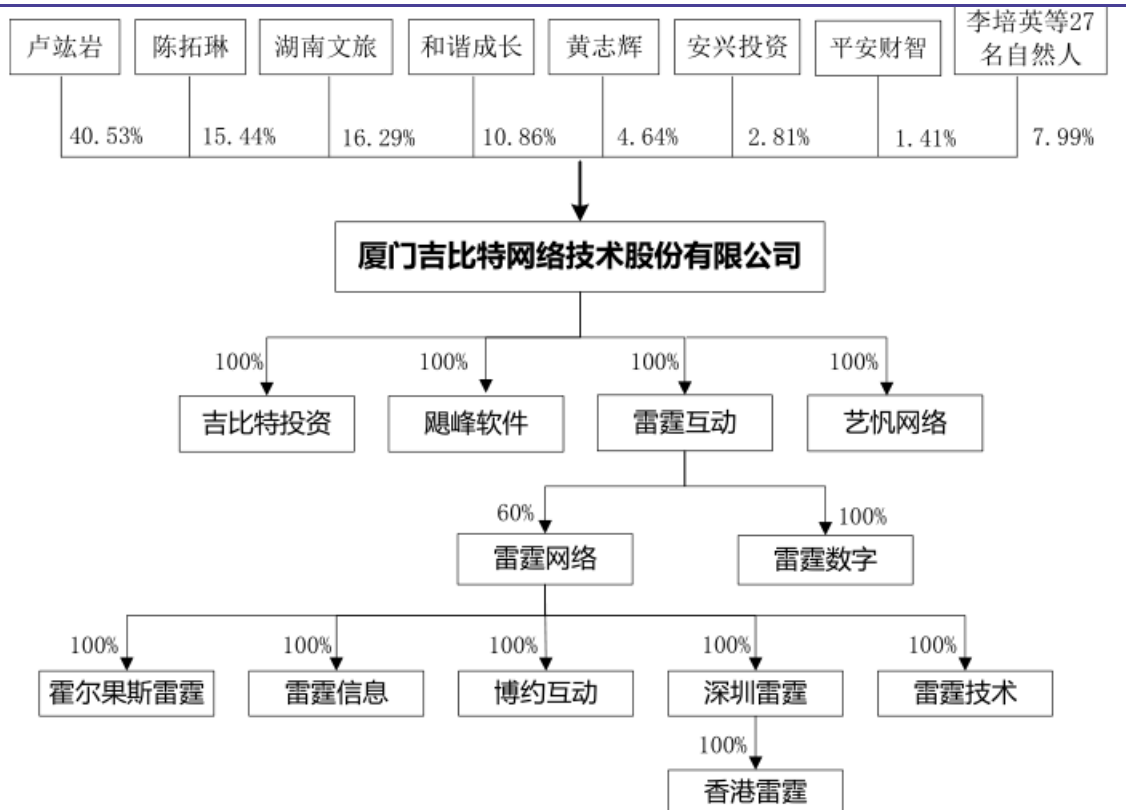 卢竑岩
陈拓琳
湖南文旅
和谐成长
黄志辉
安兴投资
平安财智
李培英等27
名自然人
40.53%
15.44%
16.29%
10.86%
4.64%
2.81%
1.41%
7.99%
厦门吉比特网络技术股份有限公司
100%
100%
100%
100%
吉比特投资
飓峰软件
雷霆互动
艺忛网络
60%
100%
雷霆网络
雷霆数字
100%
100%
100%
100%
100%
霍尔果斯雷霆
雷霆信息
博约互动
深圳雷霆
雷霆技术
100%
香港雷霆